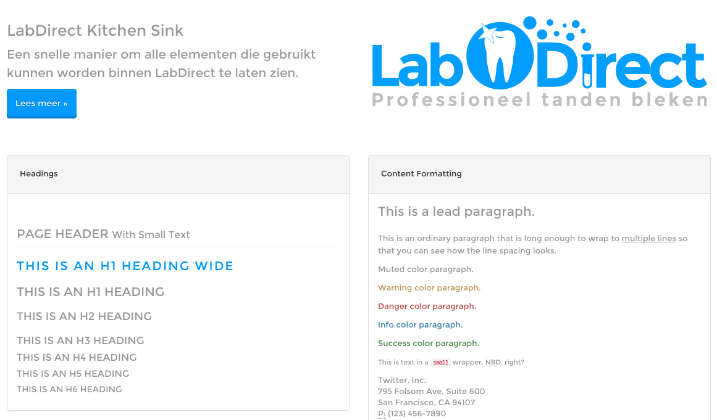 LabDirect Kitchen Sink
Een snelle manier om alle elementen die gebruikt
kunnen worden binnen LabDirect te laten zien.
Lees meer »
LabDirect
Professioneel tanden bleken
Headings
PAGE HEADER With Small Text
THIS IS AN H1 HEADING WIDE
THIS IS AN H1 HEADING
THIS IS AN H2 HEADING
THIS IS AN H3 HEADING
THIS IS AN H4 HEADING
THIS IS AN H5 HEADING
THIS IS AN H6 HEADING
Content Formatting
This is a lead paragraph.
This is an ordinary paragraph that is long enough to wrap to multiple lines so
that you can see how the line spacing looks.
Muted color paragraph.
Warning color paragraph.
Danger color paragraph.
Info color paragraph.
Success color paragraph.
This is text in a small wrapper. NBD, right?
Twitter, Inc.
795 Folsom Ave, Suite 600
San Francisco, CA 94107
P: (123) 456-7890